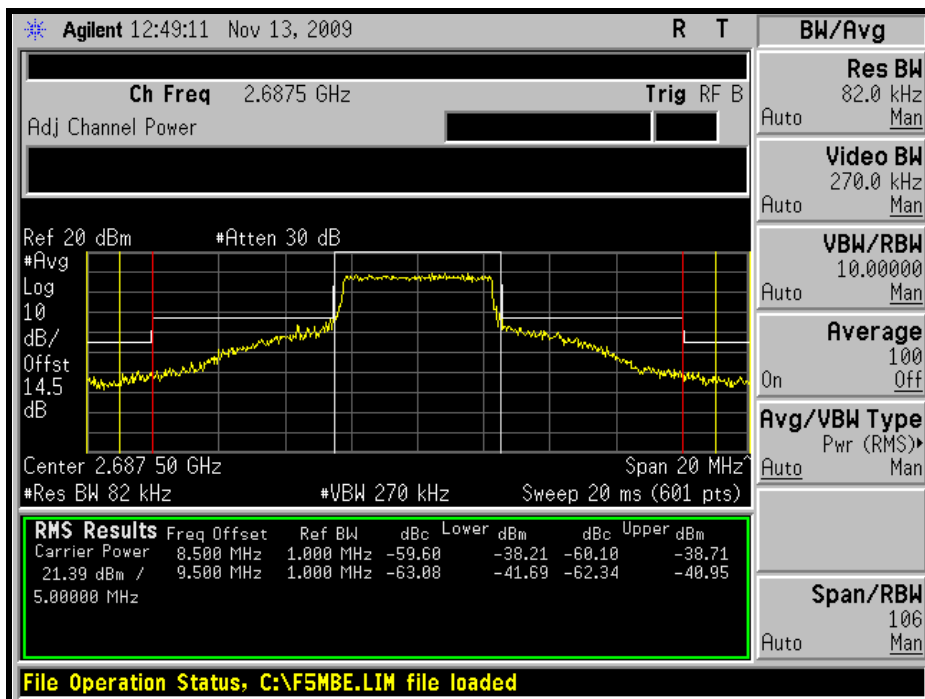 Agilent 12:49:11 Nov 13, 2009 R T
Ch Freq 2.6875 GHz Trig RF B
Adj Channel Power
Ref 20 dBm #Atten 30 dB
#Avg
Log
10
dB/
Offst
14.5
dB
Center 2.687 50 GHz Span 20 MHz^
#Res BW 82 kHz #VBW 270 kHz Sweep 20 ms (601 pts)
RMS Results Freq Offset Ref BW dBc Lower dBm dBc Upper dBm
Carrier Power 8.500 MHz 1.000 MHz -59.60 -38.21 -60.10 -38.71
21.39 dBm / 9.500 MHz 1.000 MHz -63.08 -41.69 -62.34 -40.95
5.00000 MHz
File Operation Status, C:\F5MBE.LIM file loaded
BW/Avg
Res BW
82.0 kHz
Auto Man
Video BW
270.0 kHz
Auto Man
VBW/RBW
10.00000
Auto Man
Average
100
On Off
Avg/VBW Type
Pwr (RMS)▸
Auto Man
Span/RBW
106
Auto Man